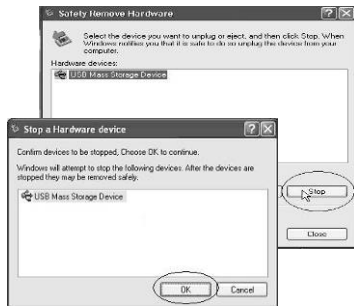 Safely Remove Hardware
Select the device you want to unplug or eject, and then click Stop. When
Windows notifies you that it is safe to do so unplug the device from your
computer.
Hardware devices:
USB Mass Storage Device
Stop
Close
Stop a Hardware device
Confirm devices to be stopped, Choose OK to continue.
Windows will attempt to stop the following devices. After the devices are
stopped they may be removed safely.
USB Mass Storage Device
OK
Cancel